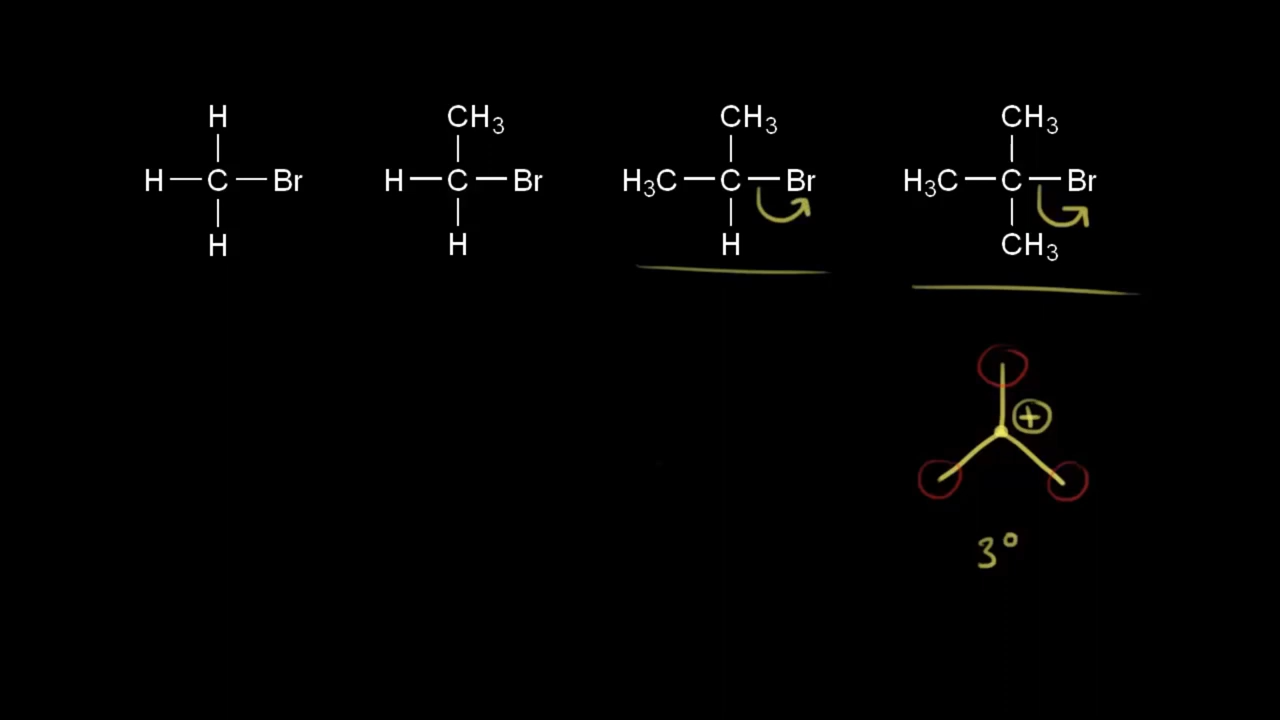 H CH₃ CH₃ CH₃
H C Br H C Br H₃C C Br H₃C C Br
H H H CH₃
+
3°